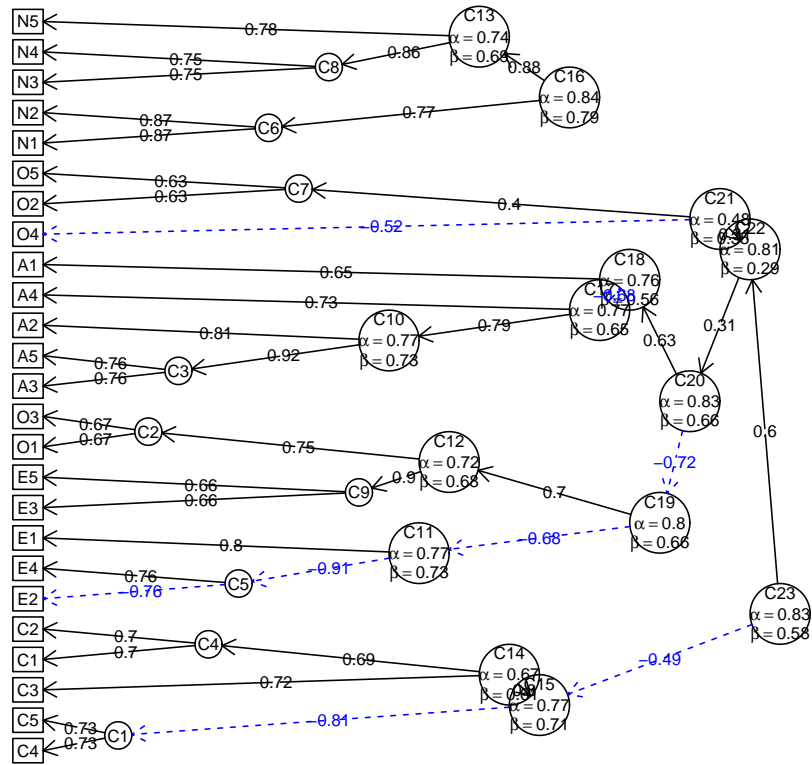 N5
N4
N3
N2
N1
O5
O2
O4
A1
A4
A2
A5
A3
O3
O1
E5
E3
E1
E4
E2
C2
C1
C3
C5
C4
0.78
0.75
0.75
C8
0.86
C13
α = 0.74
β = 0.69
0.88
C16
α = 0.84
β = 0.79
0.87
0.87
C6
0.77
0.63
0.63
C7
0.4
−0.52
C21
α = 0.48
C22
α = 0.81
β = 0.29
0.65
C18
α = 0.76
0.73
α = 0.77
β = 0.65
0.81
C10
α = 0.77
β = 0.73
0.79
0.76
0.76
C3
0.92
0.63
0.31
C20
α = 0.83
β = 0.66
0.6
0.67
0.67
C2
0.75
C12
α = 0.72
β = 0.68
0.66
0.66
C9
0.9
0.7
−0.72
C19
α = 0.8
β = 0.66
0.8
C11
α = 0.77
β = 0.73
−0.68
0.76
−0.76
C5
−0.91
C23
α = 0.83
β = 0.58
0.7
0.7
C4
0.69
0.72
C14
α = 0.67
C15
α = 0.77
β = 0.71
−0.49
0.73
0.73
C1
−0.81